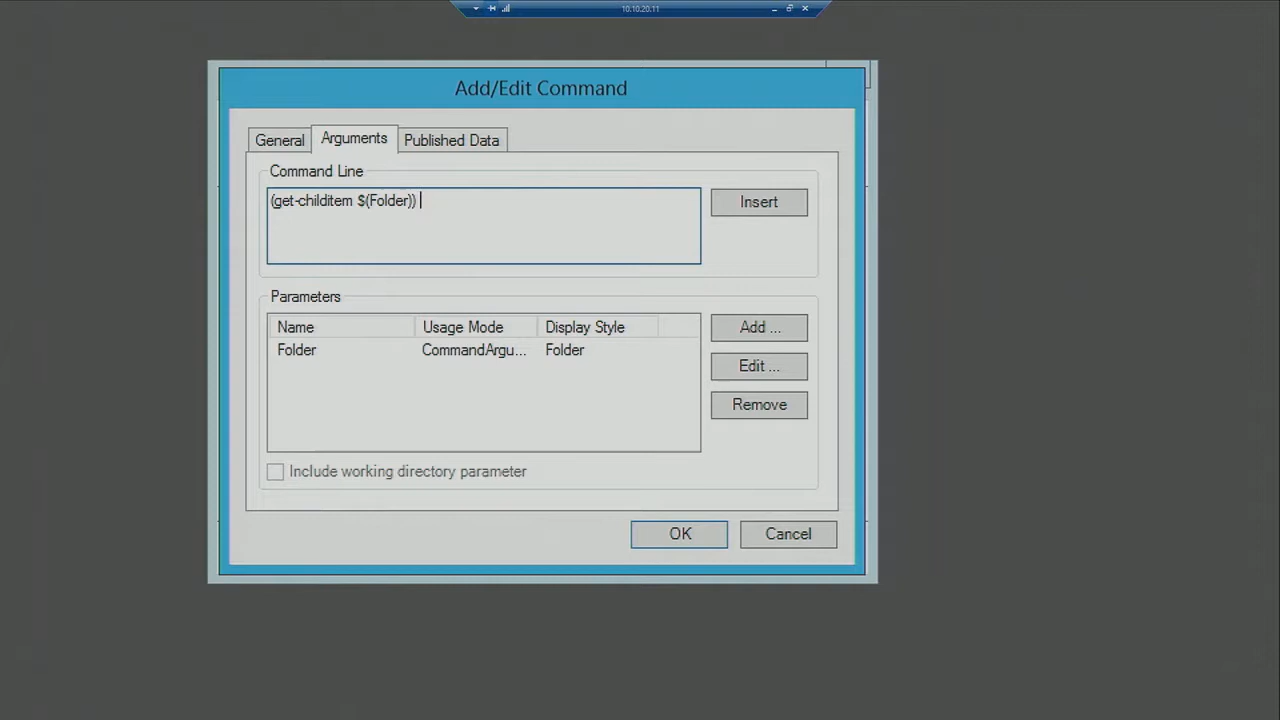 10.10.20.11
Add/Edit Command
General
Arguments
Published Data
Command Line
(get-childitem $(Folder))
Insert
Parameters
Name
Usage Mode
Display Style
Add ...
Folder
CommandArgu...
Folder
Edit ...
Remove
Include working directory parameter
OK
Cancel